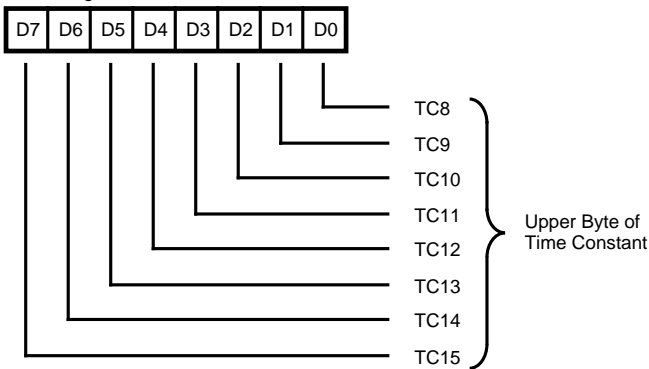 D7 D6 D5 D4 D3 D2 D1 D0
TC8
TC9
TC10
TC11
TC12
TC13
TC14
TC15
Upper Byte of
Time Constant